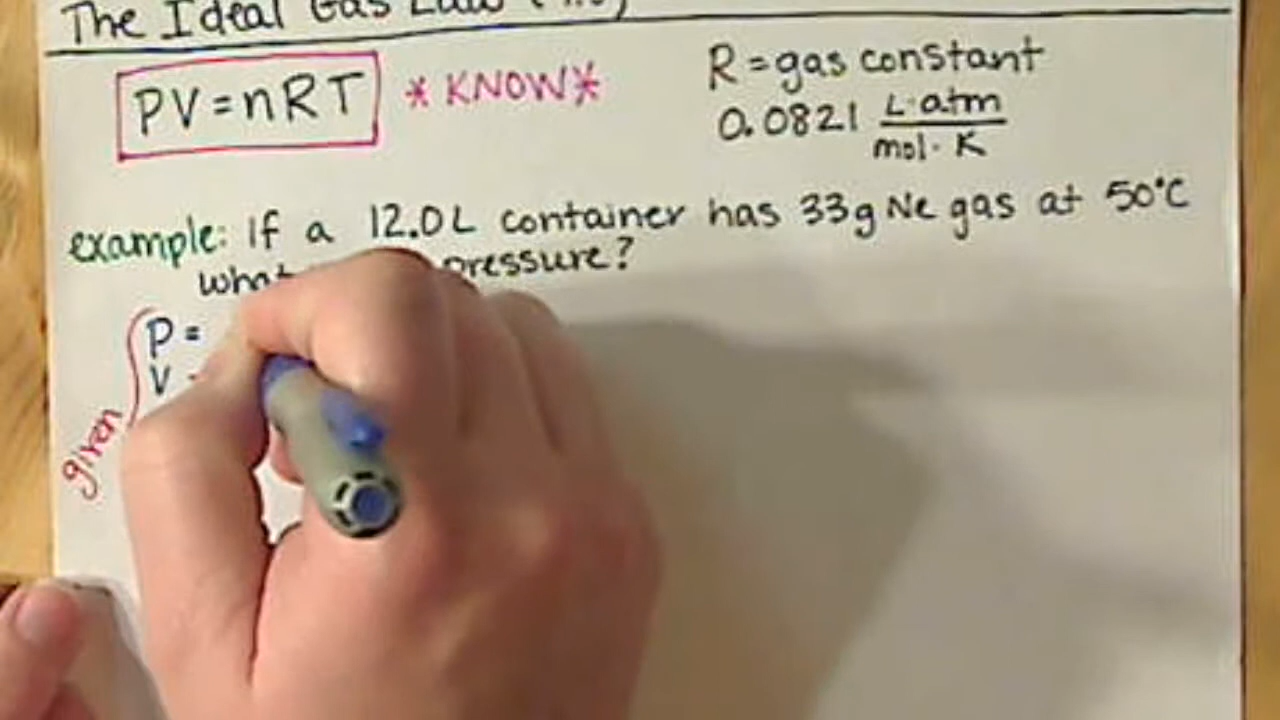 The Ideal Gas Law
PV=nRT *KNOW*
R=gas constant
0.0821 L·atm
mol·K
example: If a 12.0L container has 33g Ne gas at 50°C
what pressure?
P =
V
given